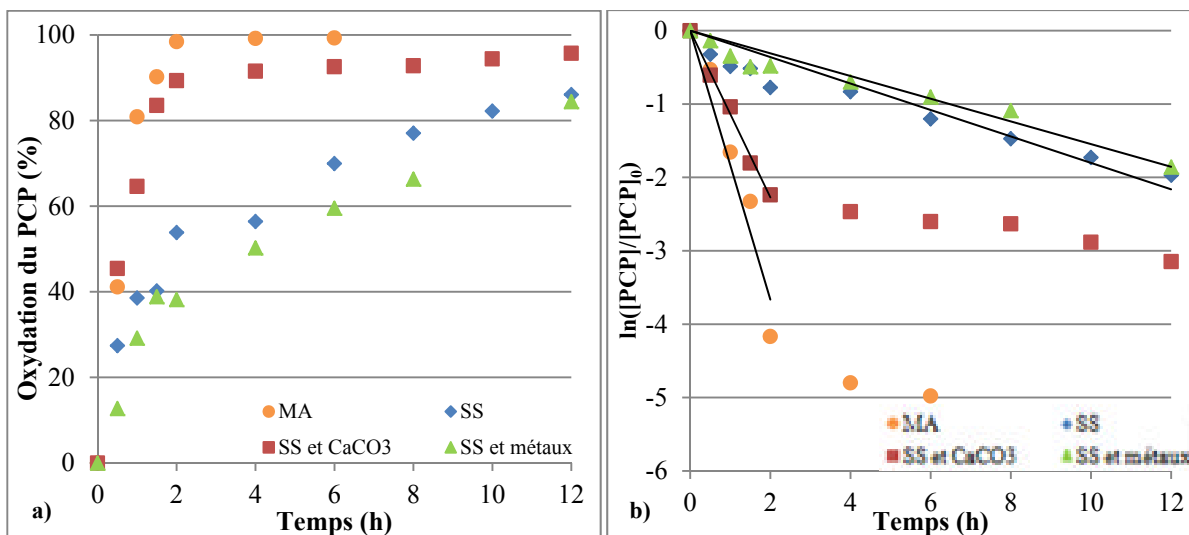 Oxydation du PCP (%)
100
80
60
40
20
0
0 2 4 6 8 10 12
Temps (h)
a)
MA
SS
SS et CaCO3
SS et métaux
ln([PCP]/[PCP]0)
0
-1
-2
-3
-4
-5
-6
0 2 4 6 8 10 12
Temps (h)
b)
MA
SS
SS et CaCO3
SS et métaux